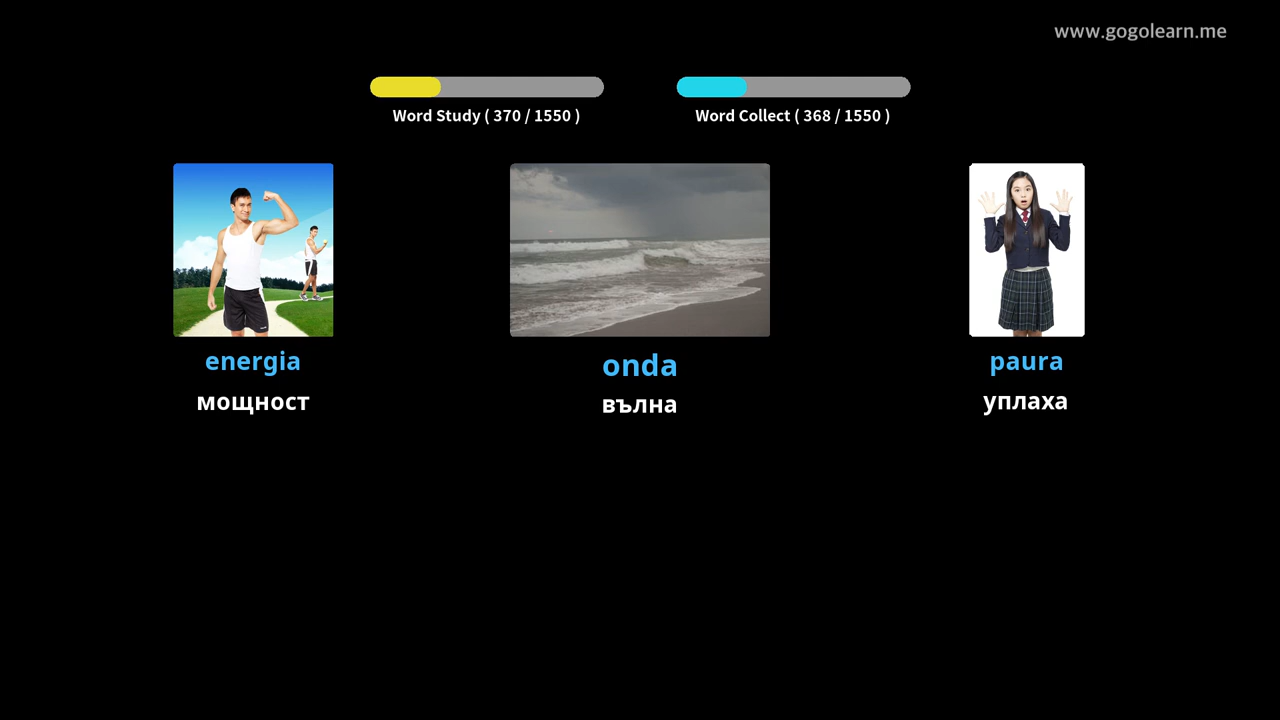 www.gogolearn.me
Word Study ( 370 / 1550 )
Word Collect ( 368 / 1550 )
energia
мощност
onda
вълна
paura
уплаха